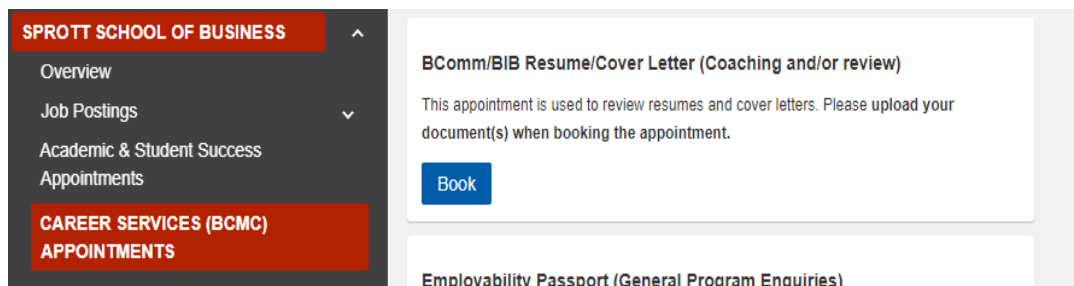 SPROTT SCHOOL OF BUSINESS
Overview
Job Postings
Academic & Student Success
Appointments
CAREER SERVICES (BCMC)
APPOINTMENTS
BComm/BIB Resume/Cover Letter (Coaching and/or review)
This appointment is used to review resumes and cover letters. Please upload your
document(s) when booking the appointment.
Book
Employability Passport (General Program Enquiries)